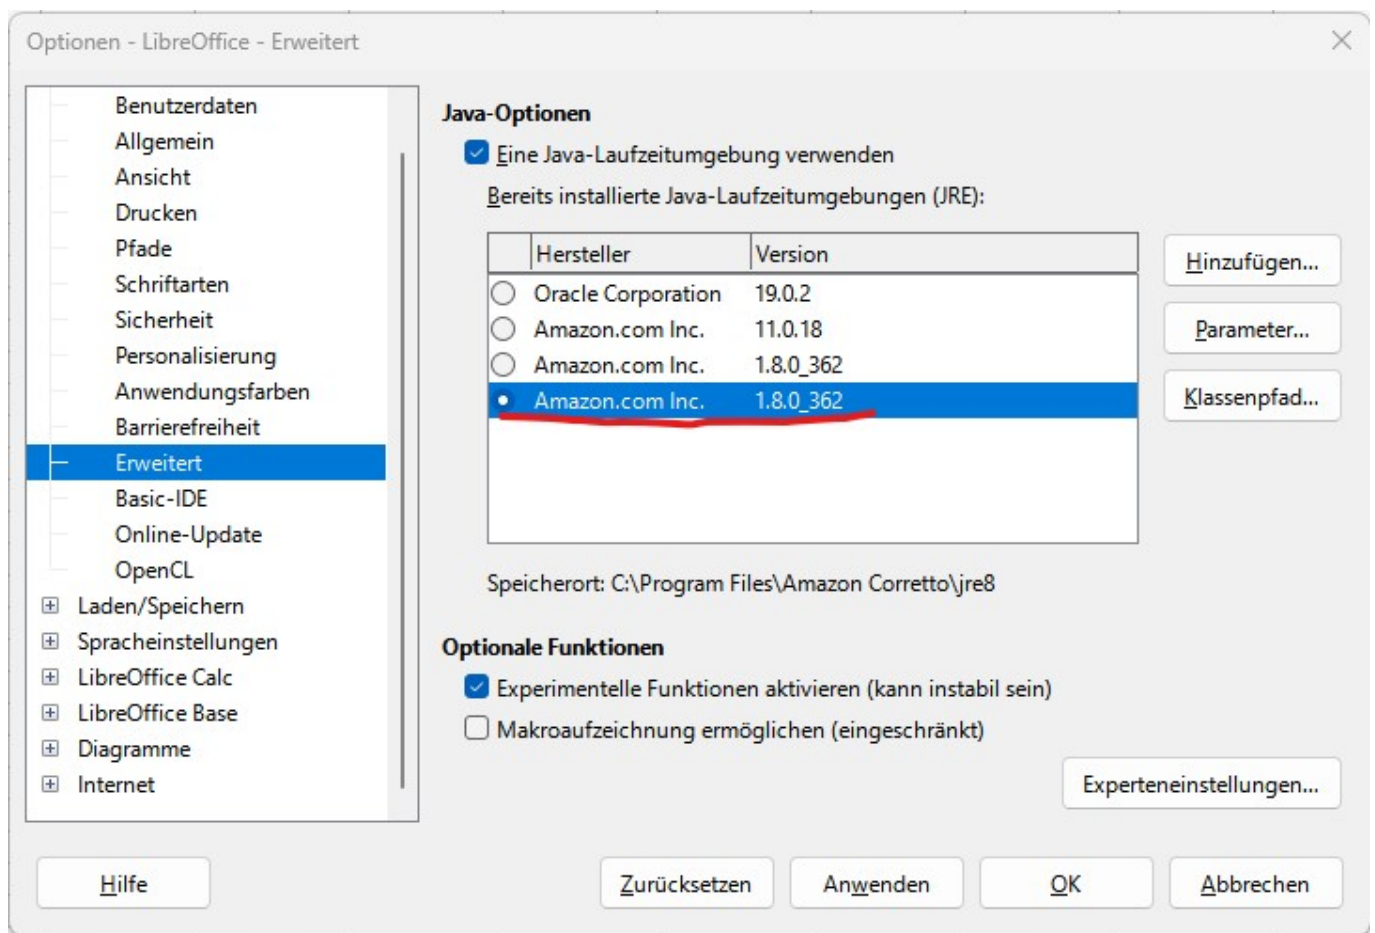 Optionen - LibreOffice - Erweitert
Benutzerdaten
Allgemein
Ansicht
Drucken
Pfade
Schriftarten
Sicherheit
Personalisierung
Anwendungsfarben
Barrierefreiheit
Erweitert
Basic-IDE
Online-Update
OpenCL
Laden/Speichern
Spracheinstellungen
LibreOffice Calc
LibreOffice Base
Diagramme
Internet
Java-Optionen
Eine Java-Laufzeitumgebung verwenden
Bereits installierte Java-Laufzeitumgebungen (JRE):
Hersteller Version
Oracle Corporation 19.0.2
Amazon.com Inc. 11.0.18
Amazon.com Inc. 1.8.0_362
Amazon.com Inc. 1.8.0_362
Hinzufügen...
Parameter...
Klassenpfad...
Speicherort: C:\Program Files\Amazon Corretto\jre8
Optionale Funktionen
Experimentelle Funktionen aktivieren (kann instabil sein)
Makroaufzeichnung ermöglichen (eingeschränkt)
Experteneinstellungen...
Hilfe Zurücksetzen Anwenden OK Abbrechen